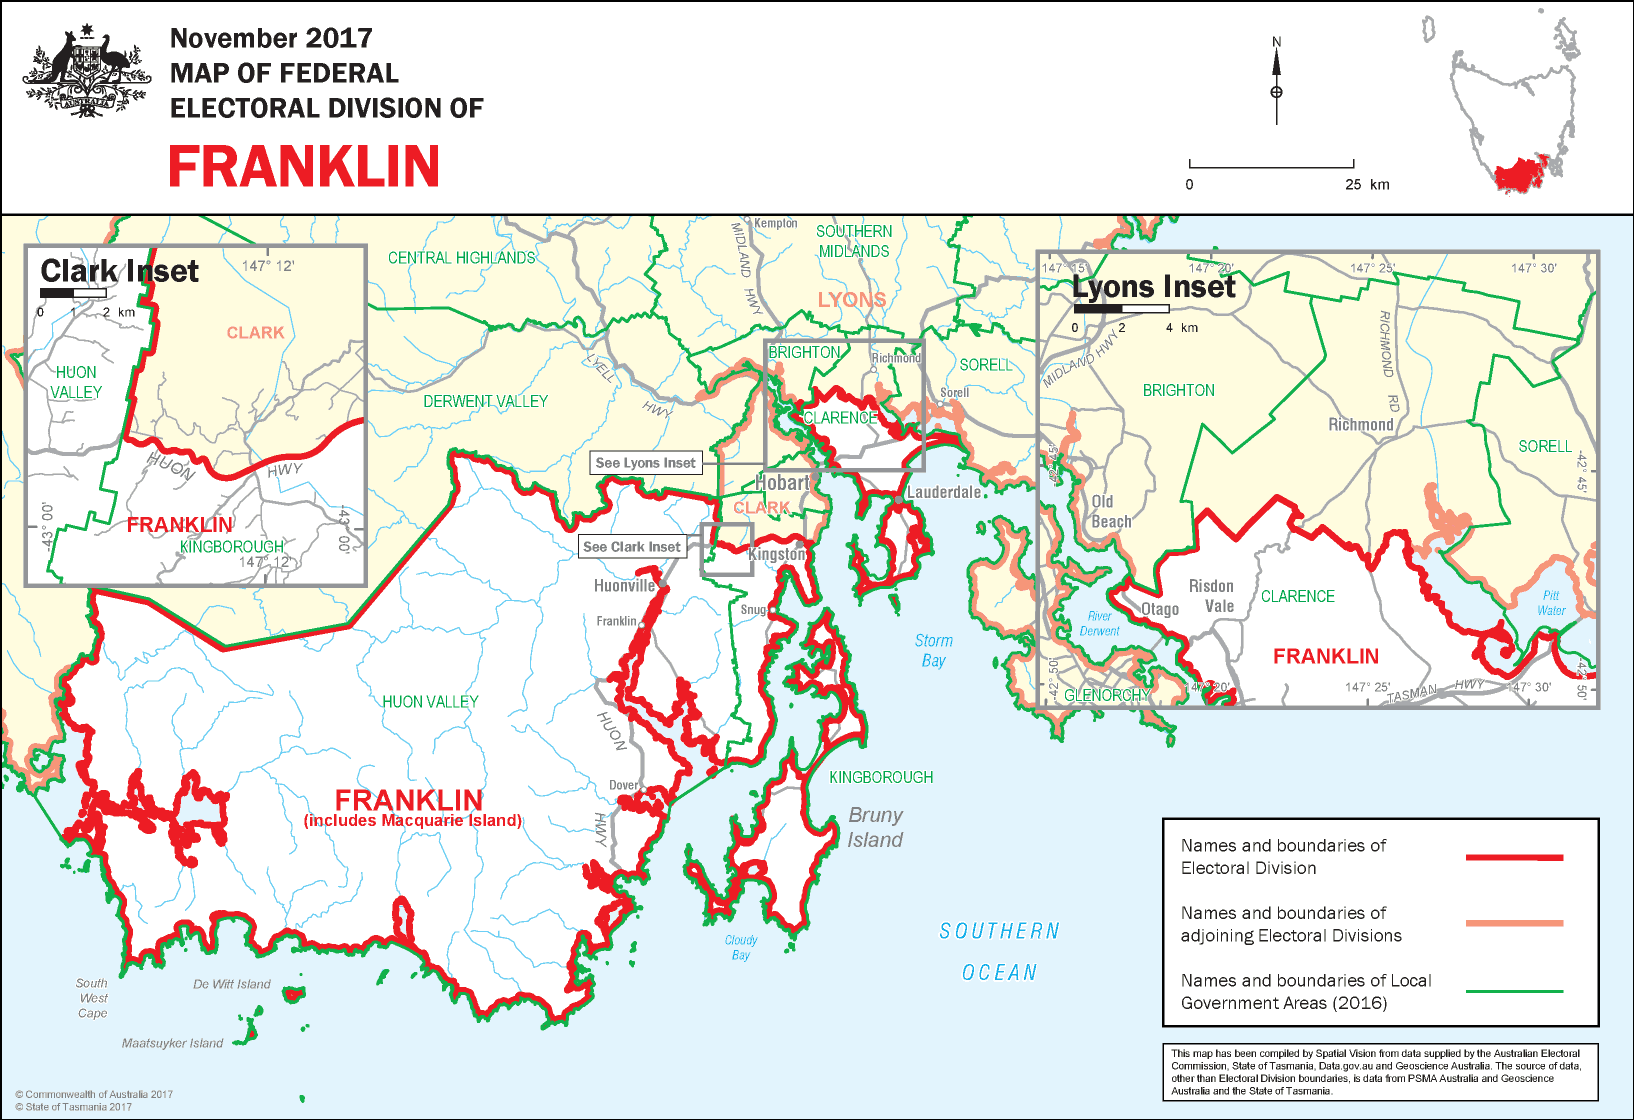 November 2017
MAP OF FEDERAL
ELECTORAL DIVISION OF
FRANKLIN
AUSTRALIA
N
0 25 km
Clark Inset
0 1 2 km
147° 12'
CLARK
HUON
VALLEY
HUON
HWY
FRANKLIN
KINGBOROUGH
147° 12'
-43° 00'
-43° 00'
Kempton
MIDLAND HWY
SOUTHERN
MIDLANDS
CENTRAL HIGHLANDS
LYONS
BRIGHTON
Richmond
SORELL
Sorell
LYELL
HWY
DERWENT VALLEY
CLARENCE
See Lyons Inset
Hobart
Lauderdale
CLARK
See Clark Inset
Kingston
Huonville
Snug
Franklin
Storm
Bay
HUON VALLEY
HUON
Dover
HWY
KINGBOROUGH
FRANKLIN
(includes Macquarie Island)
Bruny
Island
Cloudy
Bay
SOUTHERN
OCEAN
South
West
Cape
De Witt Island
Maatsuyker Island
Lyons Inset
0 2 4 km
147° 15'
147° 20'
147° 25'
147° 30'
MIDLAND HWY
RICHMOND
RD
BRIGHTON
Richmond
SORELL
-42° 45'
-42° 45'
Old
Beach
Risdon
Vale
CLARENCE
Otago
River
Derwent
Pitt
Water
FRANKLIN
GLENORCHY
-42° 50'
-42° 50'
147° 20'
147° 25'
147° 30'
TASMAN HWY
Names and boundaries of
Electoral Division
Names and boundaries of
adjoining Electoral Divisions
Names and boundaries of Local
Government Areas (2016)
This map has been compiled by Spatial Vision from data supplied by the Australian Electoral
Commission, State of Tasmania, Data.gov.au and Geoscience Australia. The source of data,
other than Electoral Division boundaries, is data from PSMA Australia and Geoscience
Australia and the State of Tasmania.
© Commonwealth of Australia 2017
© State of Tasmania 2017